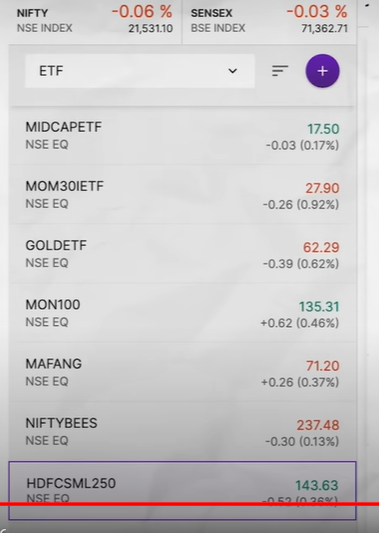 NIFTY -0.06 % SENSEX -0.03 %
NSE INDEX 21,531.10 BSE INDEX 71,362.71
ETF
+
MIDCAPETF 17.50
NSE EQ -0.03 (0.17%)
MOM30IETF 27.90
NSE EQ -0.26 (0.92%)
GOLDETF 62.29
NSE EQ -0.39 (0.62%)
MON100 135.31
NSE EQ +0.62 (0.46%)
MAFANG 71.20
NSE EQ +0.26 (0.37%)
NIFTYBEES 237.48
NSE EQ -0.30 (0.13%)
HDFCSML250 143.63
NSE EQ -0.52 (0.36%)